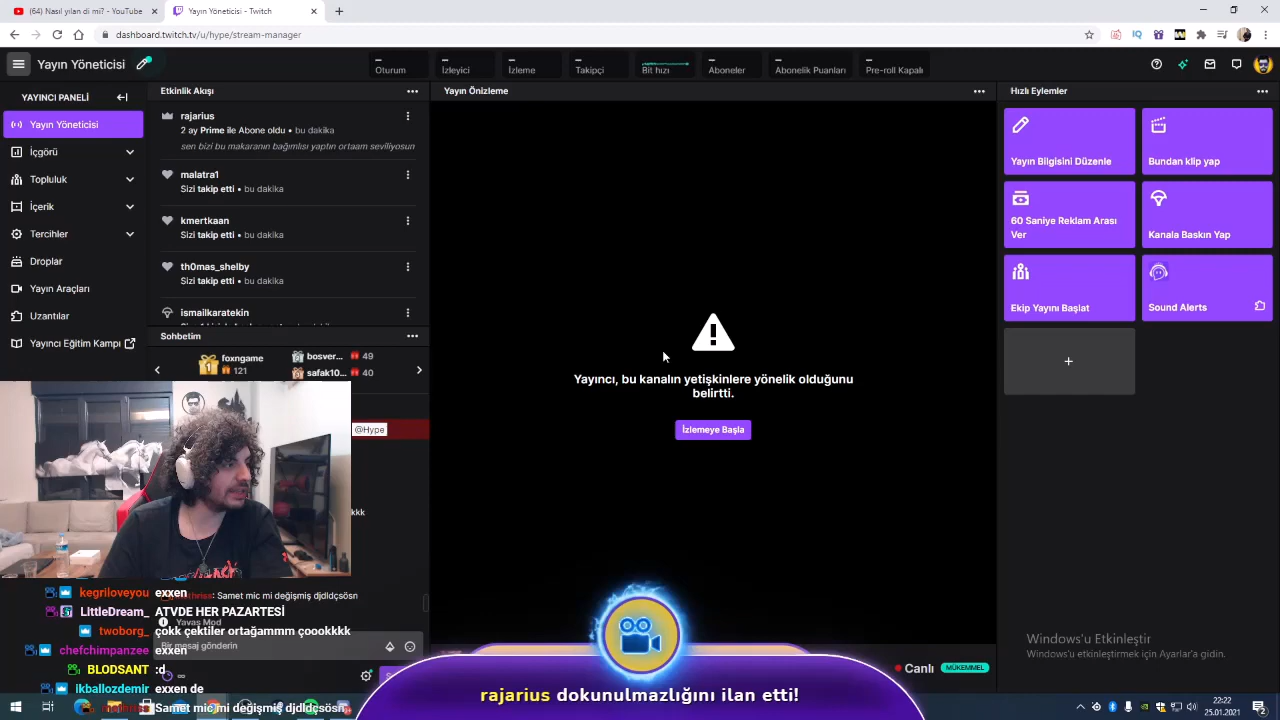 (64) Nasıl yılan di mi? - YouTube
Yayın Yöneticisi - Twitch
dashboard.twitch.tv/u/hype/stream-manager
Yayın Yöneticisi
Oturum
İzleyici
İzleme
Takipçi
Bit hızı
Aboneler
Abonelik Puanları
Pre-roll Kapalı
YAYINCI PANELİ
Yayın Yöneticisi
İçgörü
Topluluk
İçerik
Tercihler
Droplar
Yayın Araçları
Uzantılar
Yayıncı Eğitim Kampı
Etkinlik Akışı
rajarius
2 ay Prime ile Abone oldu • bu dakika
sen bizi bu makaranın bağımlısı yaptın ortaam seviliyosun
malatra1
Sizi takip etti • bu dakika
kmertkaan
Sizi takip etti • bu dakika
th0mas_shelby
Sizi takip etti • bu dakika
ismailkaratekin
Sohbetim
1
foxngame
121
bosver...
49
safak10...
40
@Hype
kkk
Yayın Önizleme
Yayıncı, bu kanalın yetişkinlere yönelik olduğunu
belirtti.
İzlemeye Başla
Hızlı Eylemler
Yayın Bilgisini Düzenle
Bundan klip yap
60 Saniye Reklam Arası
Ver
Kanala Baskın Yap
Ekip Yayını Başlat
Sound Alerts
kegriloveyou exxen
Samet mic mi değişmiş djdldçsösn
LittleDream_ ATVDE HER PAZARTESİ
Yavaş Mod
twoborg_ çokk çektiler ortağammm çoookkkk
Bir mesaj gönderin
chefchimpanzee exxen
BLODSANT :d
ikballozdemir exxen de
Samet mic mi değişmiş djdldçsösn
rajarius dokunulmazlığını ilan etti!
Canlı
MÜKEMMEL
Windows'u Etkinleştir
Windows'u etkinleştirmek için Ayarlar'a gidin.
22:22
25.01.2021